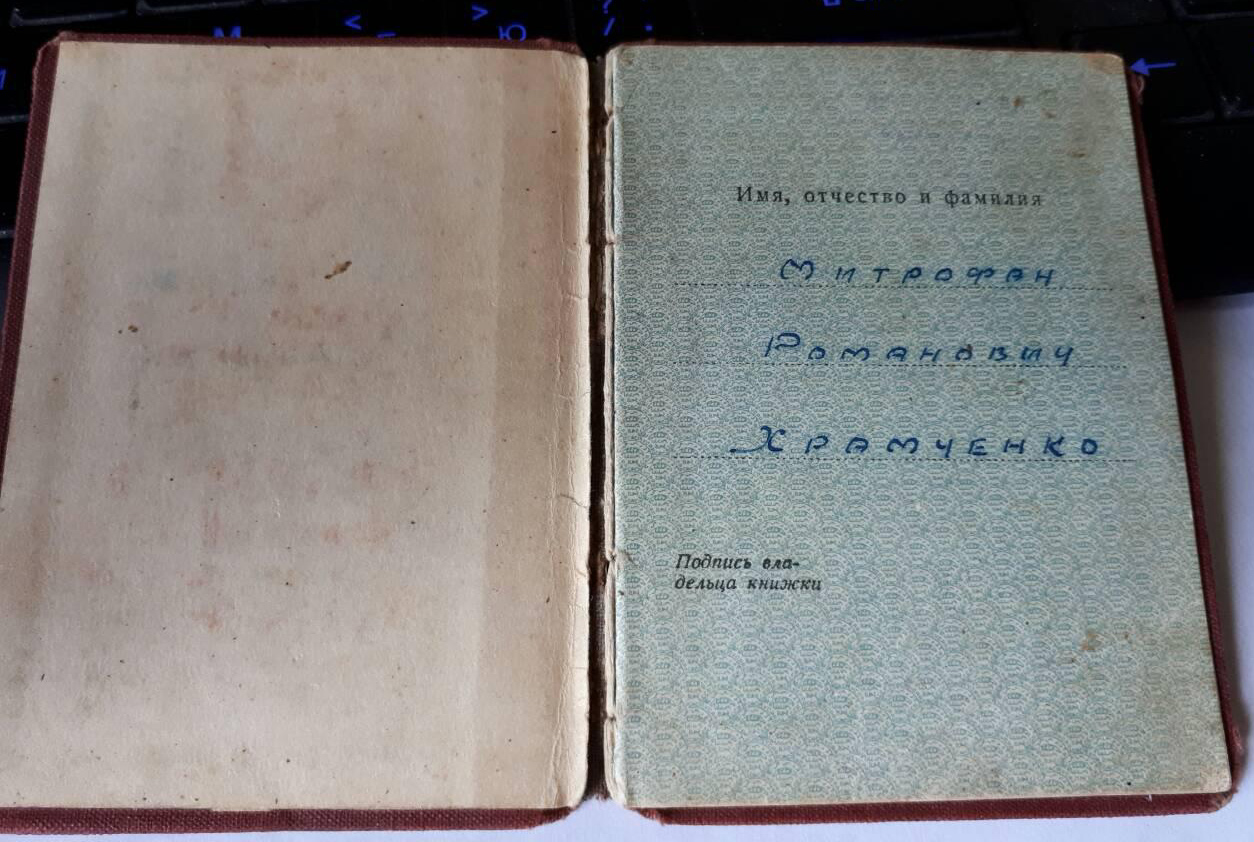 М < > Ю ?
/ .
Имя, отчество и фамилия
Митрофан
Романович
Храмченко
Подпись вла-
дельца книжки